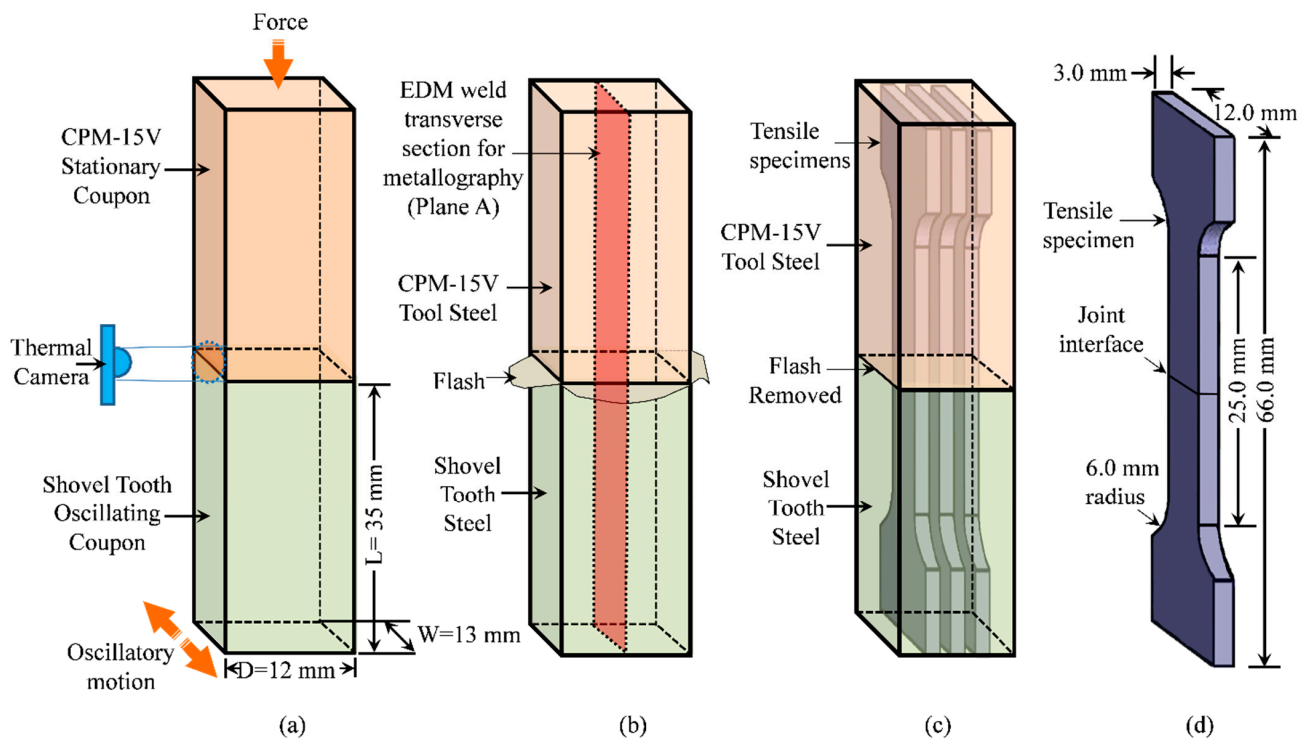 Force
CPM-15V
Stationary
Coupon
Thermal
Camera
Shovel Tooth
Oscillating
Coupon
L= 35 mm
W=13 mm
D=12 mm
Oscillatory
motion
(a)
EDM weld
transverse
section for
metallography
(Plane A)
CPM-15V
Tool Steel
Flash
Shovel
Tooth
Steel
(b)
Tensile
specimens
CPM-15V
Tool Steel
Flash
Removed
Shovel
Tooth
Steel
(c)
3.0 mm
12.0 mm
Tensile
specimen
Joint
interface
25.0 mm
66.0 mm
6.0 mm
radius
(d)